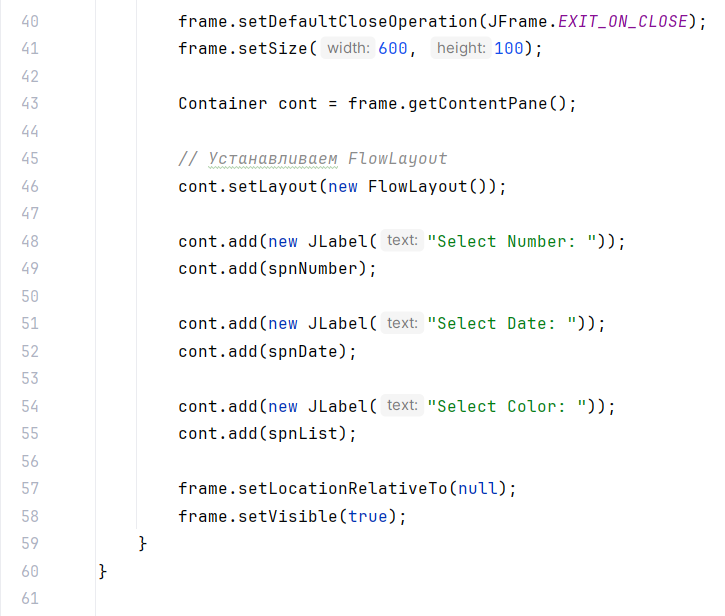 40 frame.setDefaultCloseOperation(JFrame.EXIT_ON_CLOSE);
41 frame.setSize( width: 600, height: 100);
42
43 Container cont = frame.getContentPane();
44
45 // Устанавливаем FlowLayout
46 cont.setLayout(new FlowLayout());
47
48 cont.add(new JLabel( text: "Select Number: "));
49 cont.add(spnNumber);
50
51 cont.add(new JLabel( text: "Select Date: "));
52 cont.add(spnDate);
53
54 cont.add(new JLabel( text: "Select Color: "));
55 cont.add(spnList);
56
57 frame.setLocationRelativeTo(null);
58 frame.setVisible(true);
59 }
60 }
61